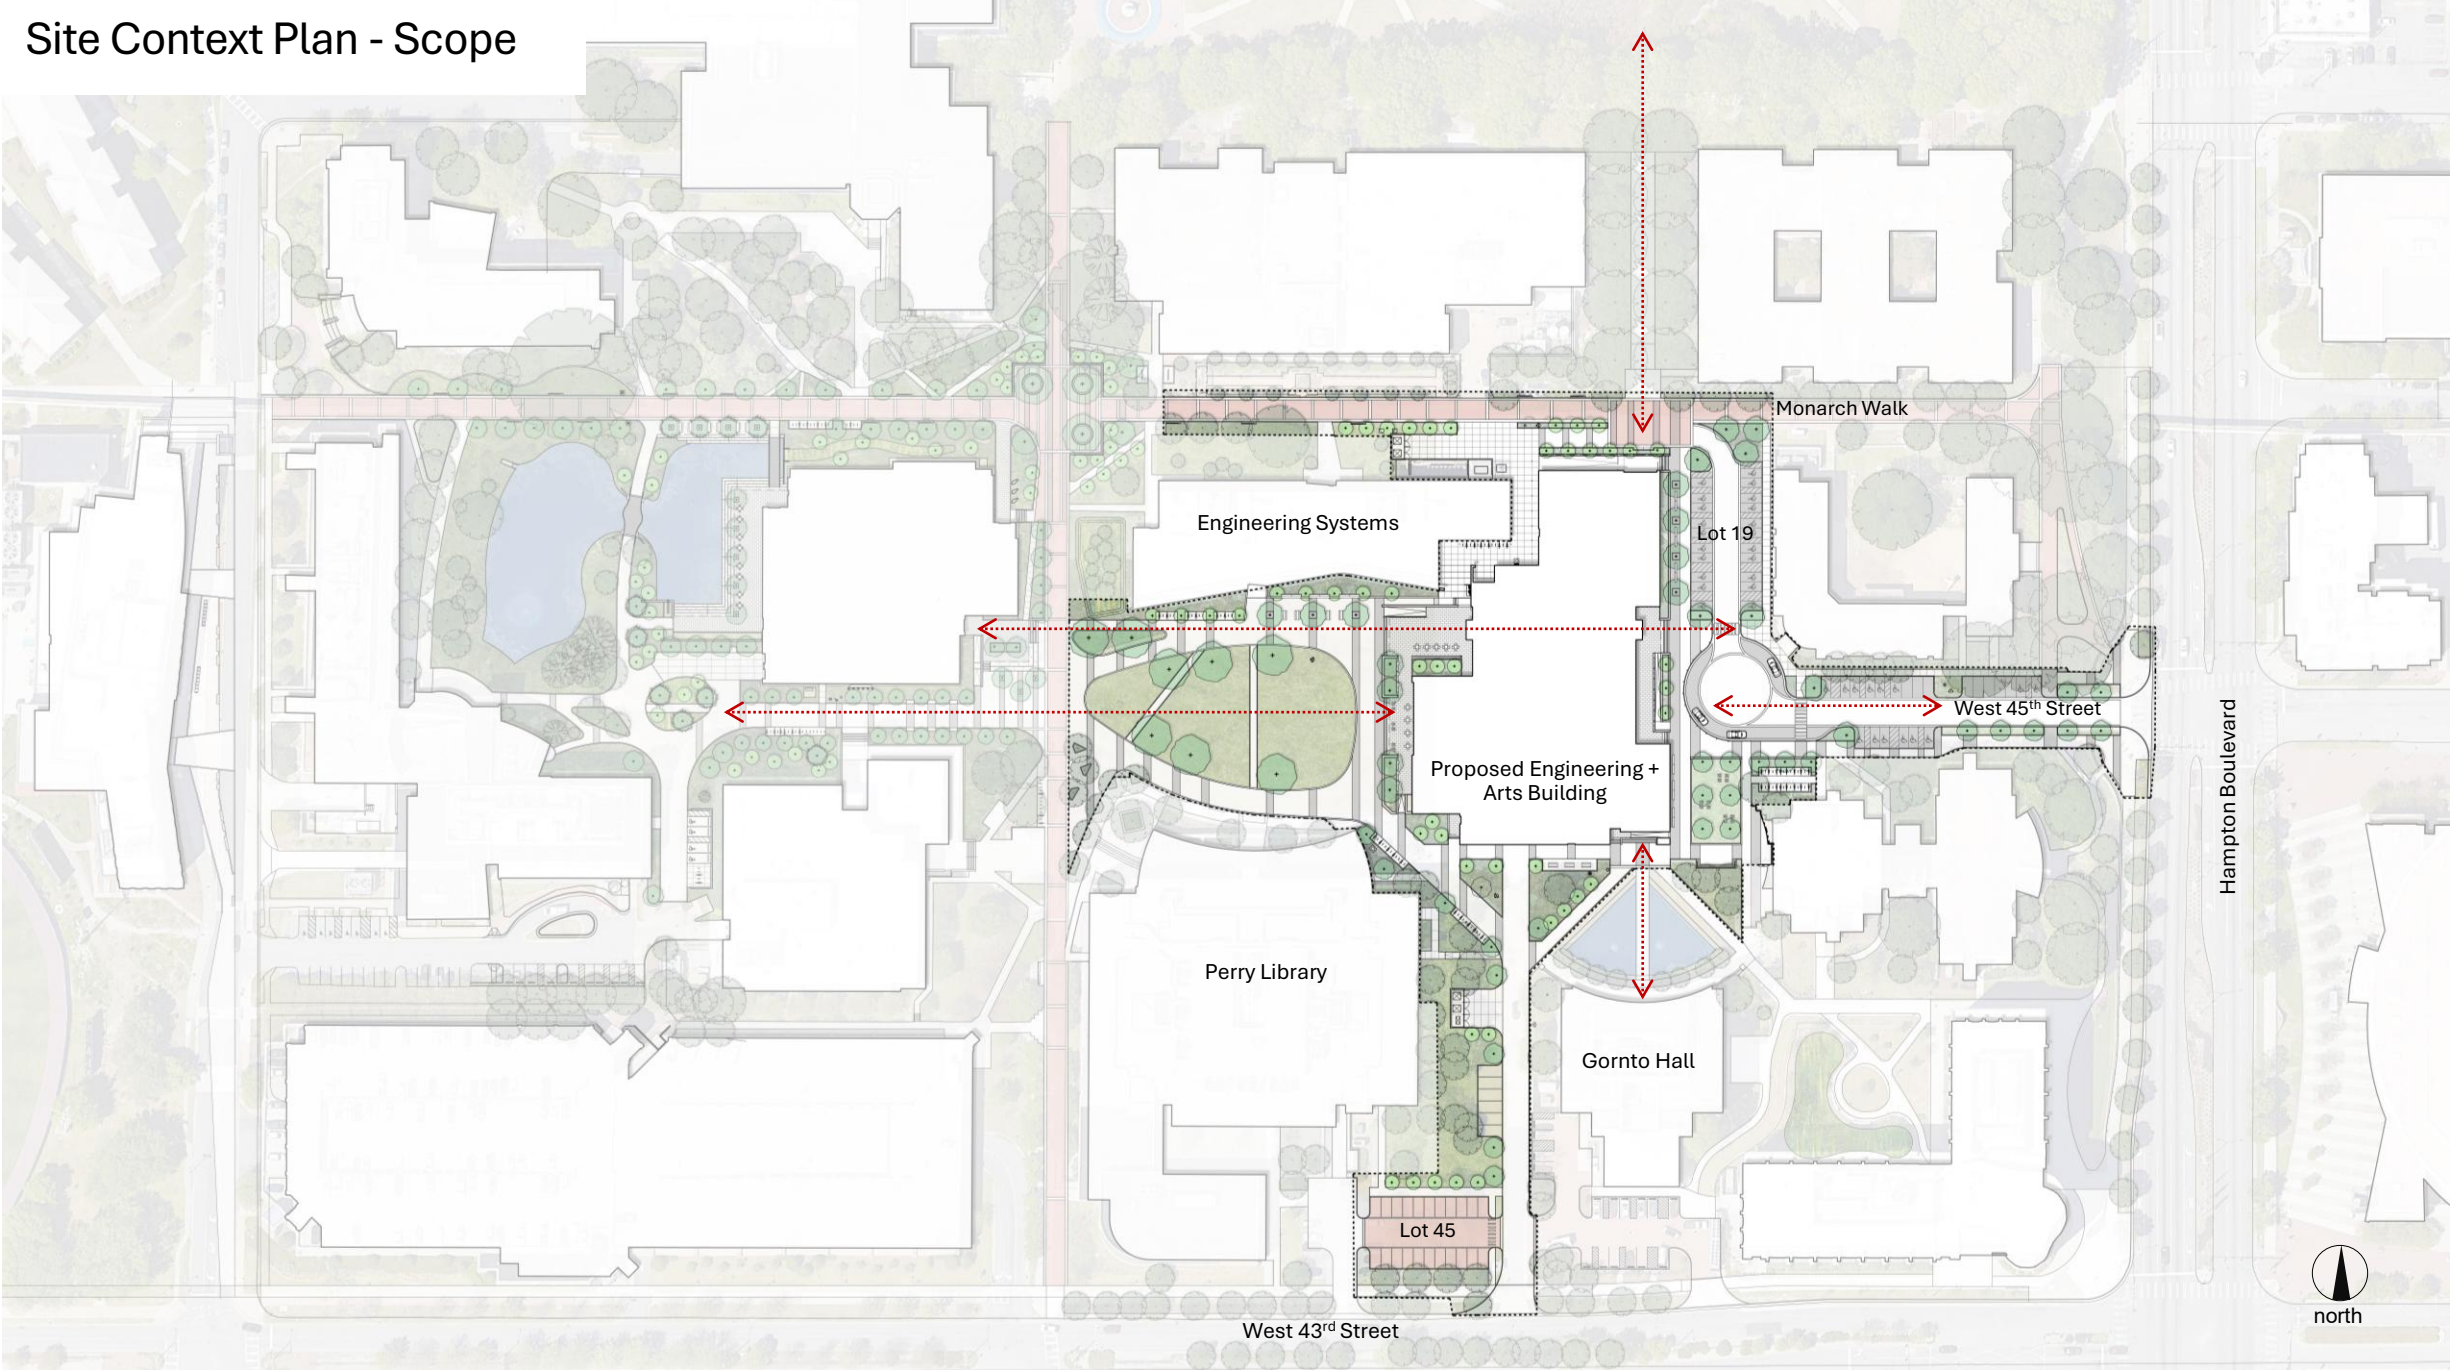 Site Context Plan - Scope
Monarch Walk
Engineering Systems
Lot 19
West 45th Street
Hampton Boulevard
Proposed Engineering +
Arts Building
Perry Library
Gornto Hall
Lot 45
north
West 43rd Street